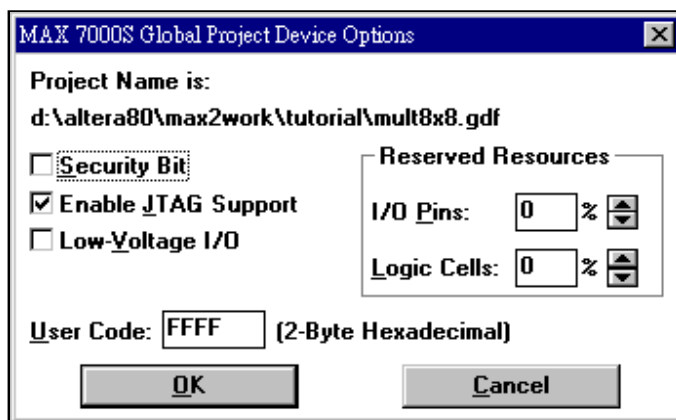 MAX 7000S Global Project Device Options
Project Name is:
d:\altera80\max2work\tutorial\mult8x8.gdf
Security Bit
Enable JTAG Support
Low-Voltage I/O
Reserved Resources
I/O Pins: 0 %
Logic Cells: 0 %
User Code: FFFF (2-Byte Hexadecimal)
OK Cancel